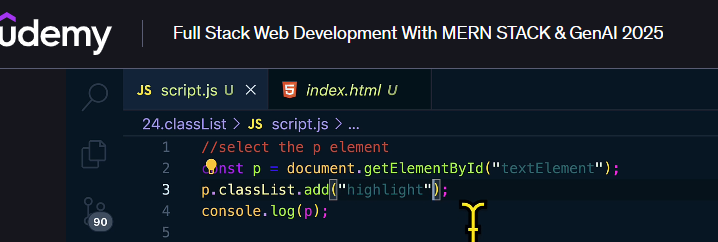 udemy
Full Stack Web Development With MERN STACK & GenAI 2025
JS script.js U × index.html U
24.classList > JS script.js > ...
1 //select the p element
2 const p = document.getElementById("textElement");
3 p.classList.add("highlight");
4 console.log(p);
5
90